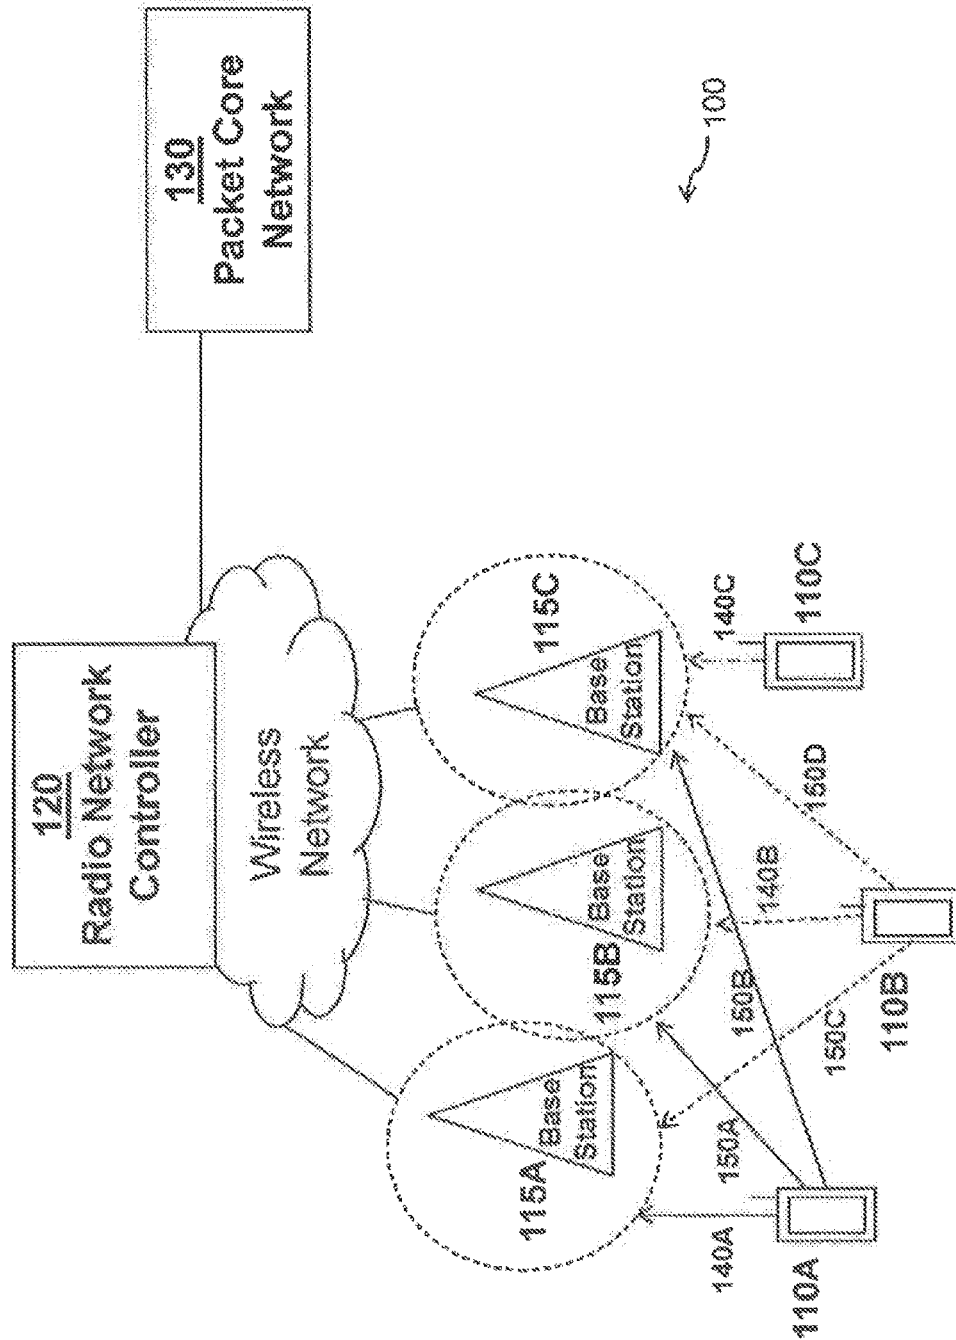 120
Radio Network
Controller
130
Packet Core
Network
Wireless
Network
115A
Base
Station
115B
Base
Station
115C
Base
Station
100
140A
150A
150B
150C
140B
150D
140C
110A
110B
110C